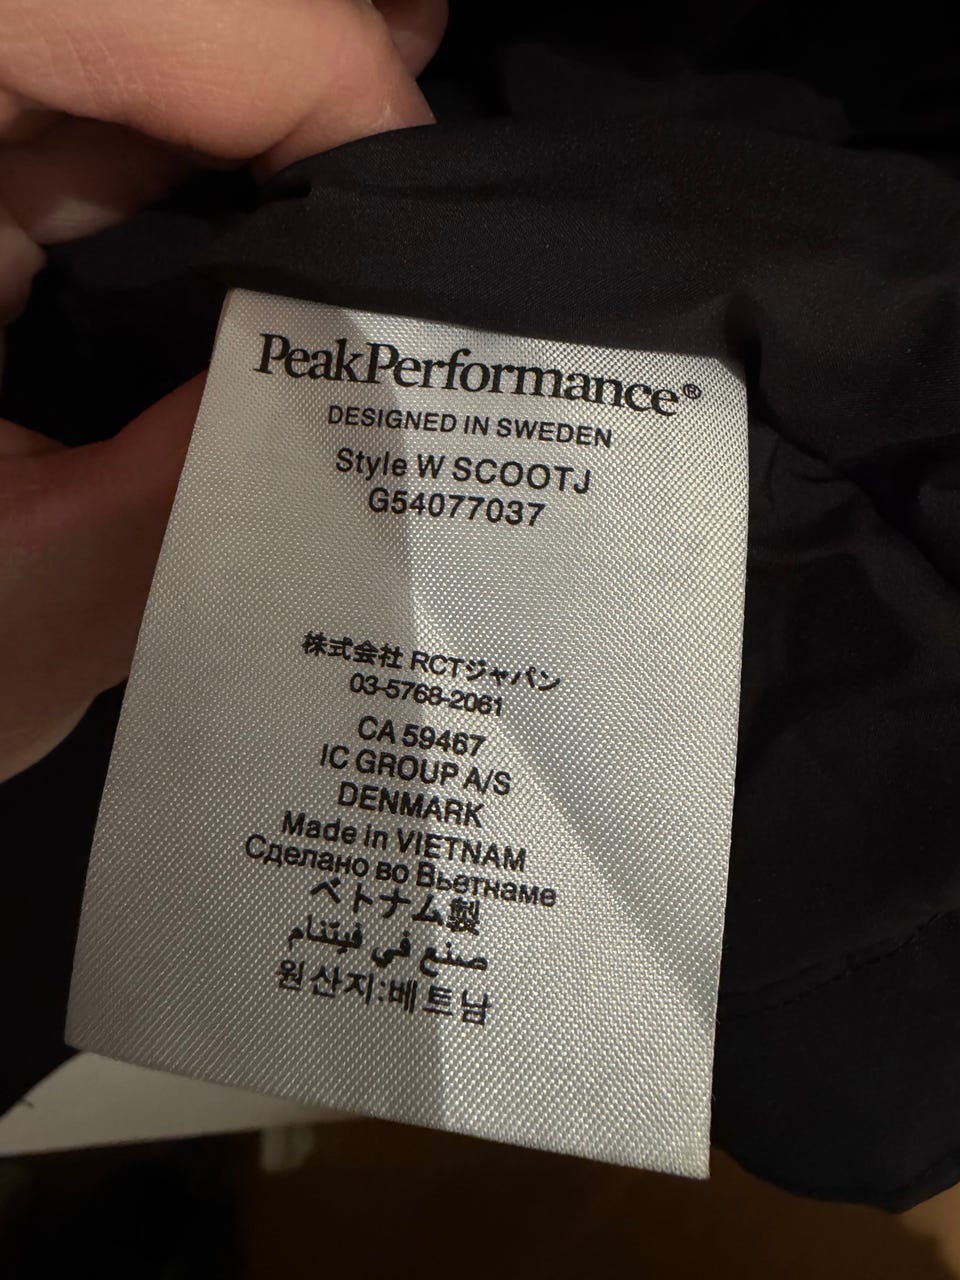 PeakPerformance®
DESIGNED IN SWEDEN
Style W SCOOTJ
G54077037
株式会社 RCTジャパン
03-5768-2061
CA 59467
IC GROUP A/S
DENMARK
Made in VIETNAM
Сделано во Вьетнаме
ベトナム製
صنع في فيتنام
원산지:베트남